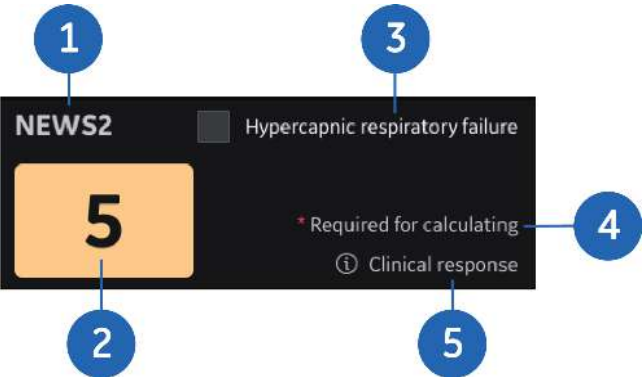 1
3
NEWS2
Hypercapnic respiratory failure
5
* Required for calculating
4
ⓘ Clinical response
2
5